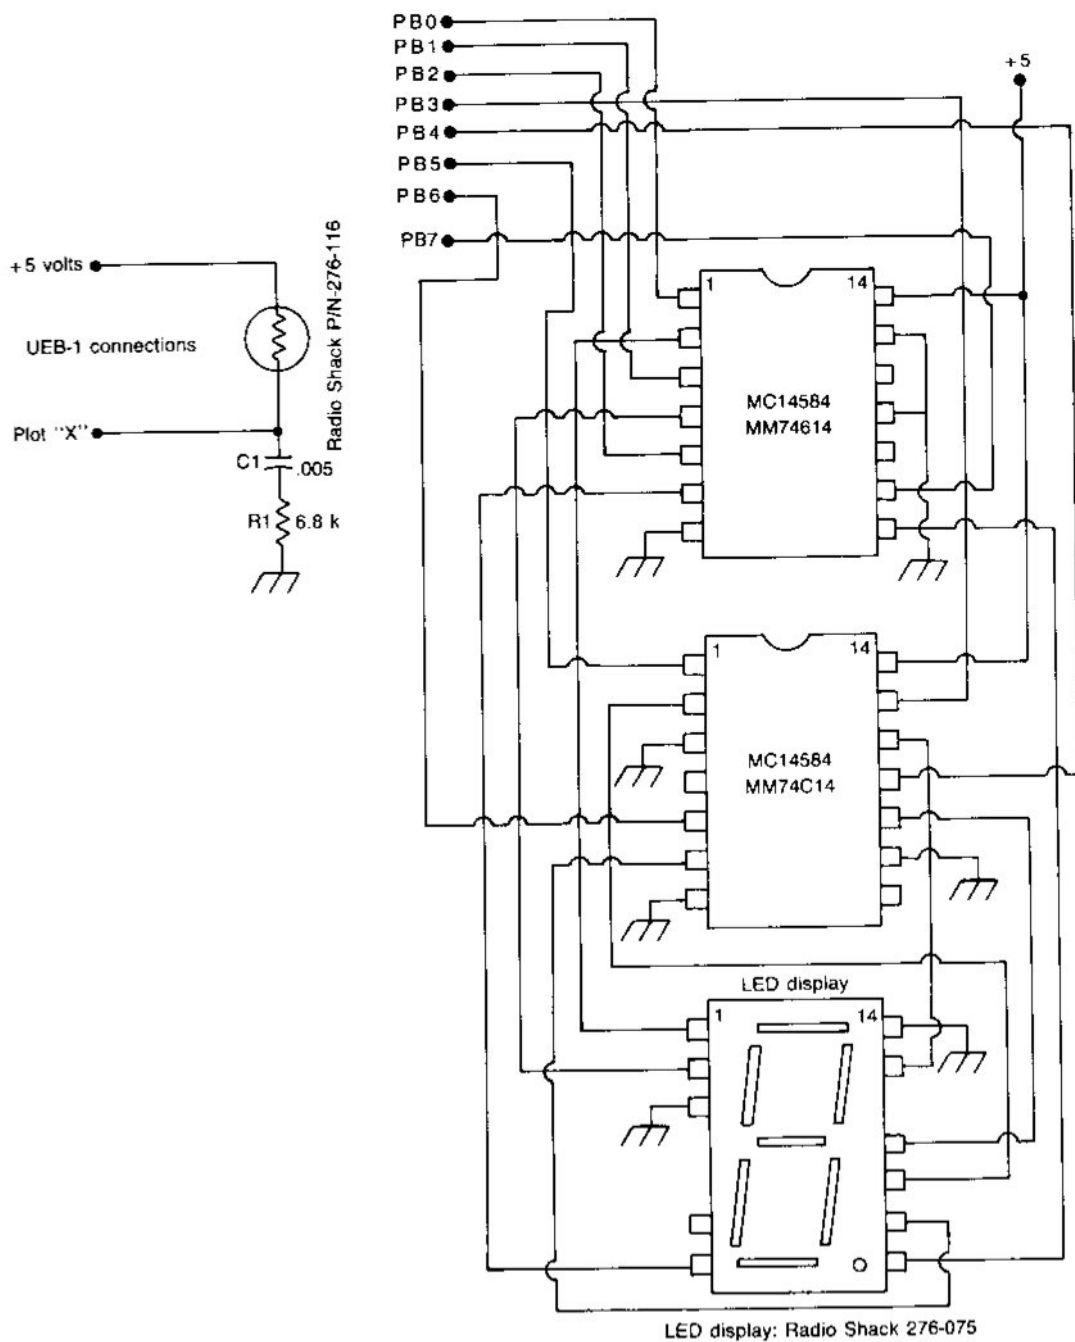 PB0
PB1
PB2
PB3
PB4
PB5
PB6
PB7
+5
+5 volts
UEB-1 connections
Plot "X"
Radio Shack P/N-276-116
C1
.005
R1
6.8 k
1
14
MC14584
MM74614
1
14
MC14584
MM74C14
LED display
1
14
LED display: Radio Shack 276-075